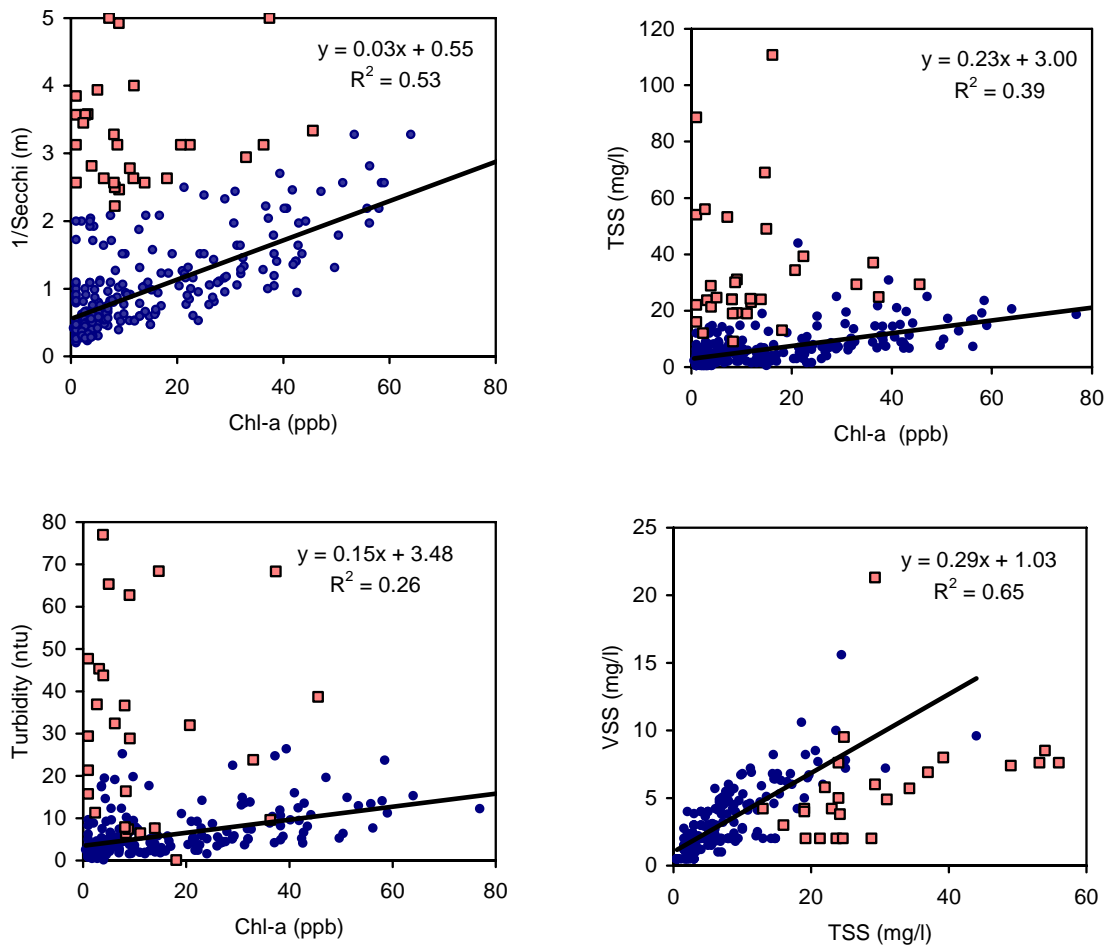 5
4
3
2
1
0
1/Secchi (m)
y = 0.03x + 0.55
R² = 0.53
0 20 40 60 80
Chl-a (ppb)
120
100
80
60
40
20
0
TSS (mg/l)
y = 0.23x + 3.00
R² = 0.39
0 20 40 60 80
Chl-a (ppb)
80
70
60
50
40
30
20
10
0
Turbidity (ntu)
y = 0.15x + 3.48
R² = 0.26
0 20 40 60 80
Chl-a (ppb)
25
20
15
10
5
0
VSS (mg/l)
y = 0.29x + 1.03
R² = 0.65
0 20 40 60
TSS (mg/l)